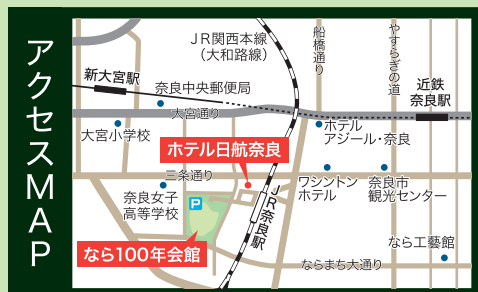 アクセスMAP
JR関西本線
(大和路線)
船橋通り
やすらぎの道
新大宮駅
近鉄
奈良駅
奈良中央郵便局
大宮通り
大宮小学校
ホテル
アジール・奈良
ホテル日航奈良
三条通り
奈良女子
高等学校
P
JR奈良駅
ワシントン
ホテル
奈良市
観光センター
なら100年会館
なら工藝館
ならまち大通り